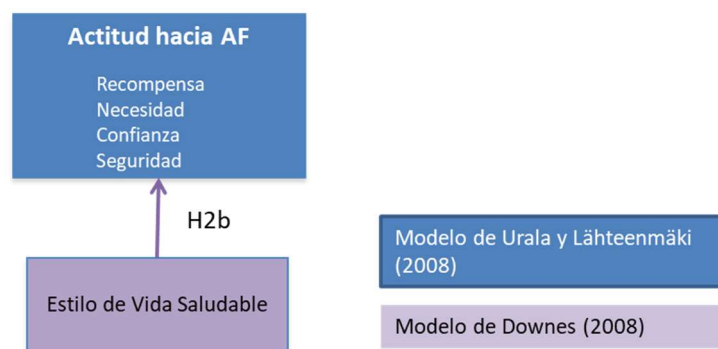 Actitud hacia AF
Recompensa
Necesidad
Confianza
Seguridad
H2b
Estilo de Vida Saludable
Modelo de Urala y Lähteenmäki
(2008)
Modelo de Downes (2008)